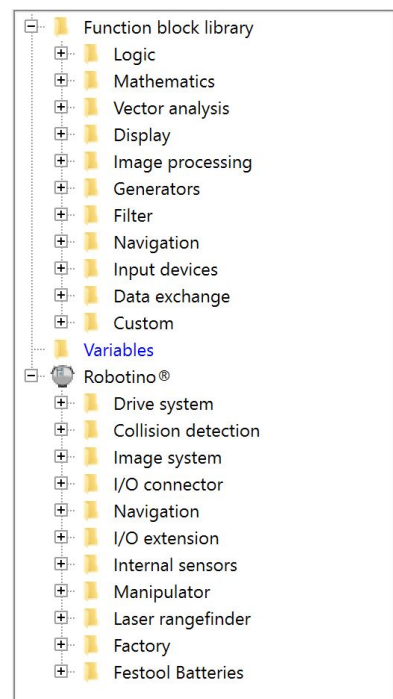 Function block library
Logic
Mathematics
Vector analysis
Display
Image processing
Generators
Filter
Navigation
Input devices
Data exchange
Custom
Variables
Robotino®
Drive system
Collision detection
Image system
I/O connector
Navigation
I/O extension
Internal sensors
Manipulator
Laser rangefinder
Factory
Festool Batteries